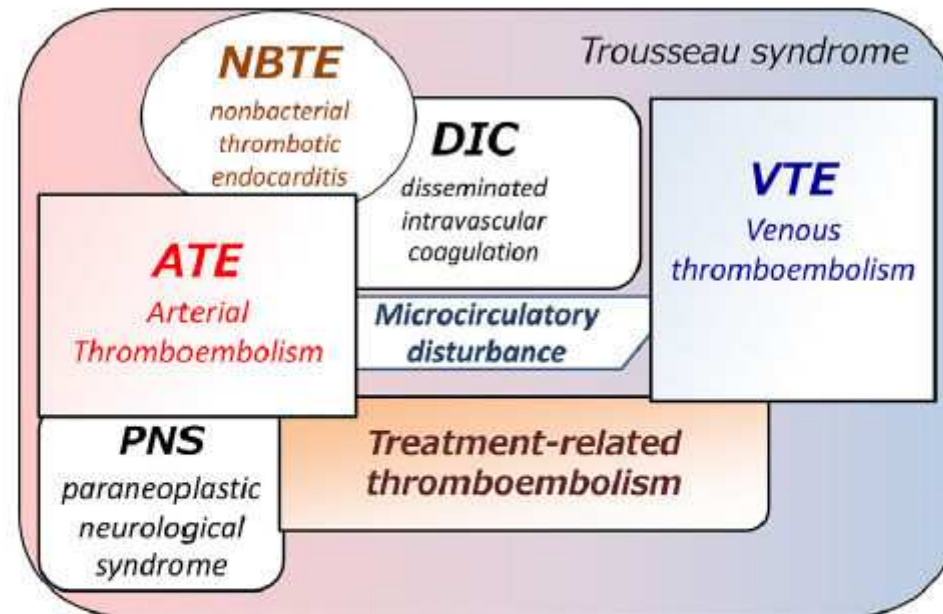 Trousseau syndrome
NBTE
nonbacterial
thrombotic
endocarditis
DIC
disseminated
intravascular
coagulation
VTE
Venous
thromboembolism
ATE
Arterial
Thromboembolism
Microcirculatory
disturbance
PNS
paraneoplastic
neurological
syndrome
Treatment-related
thromboembolism